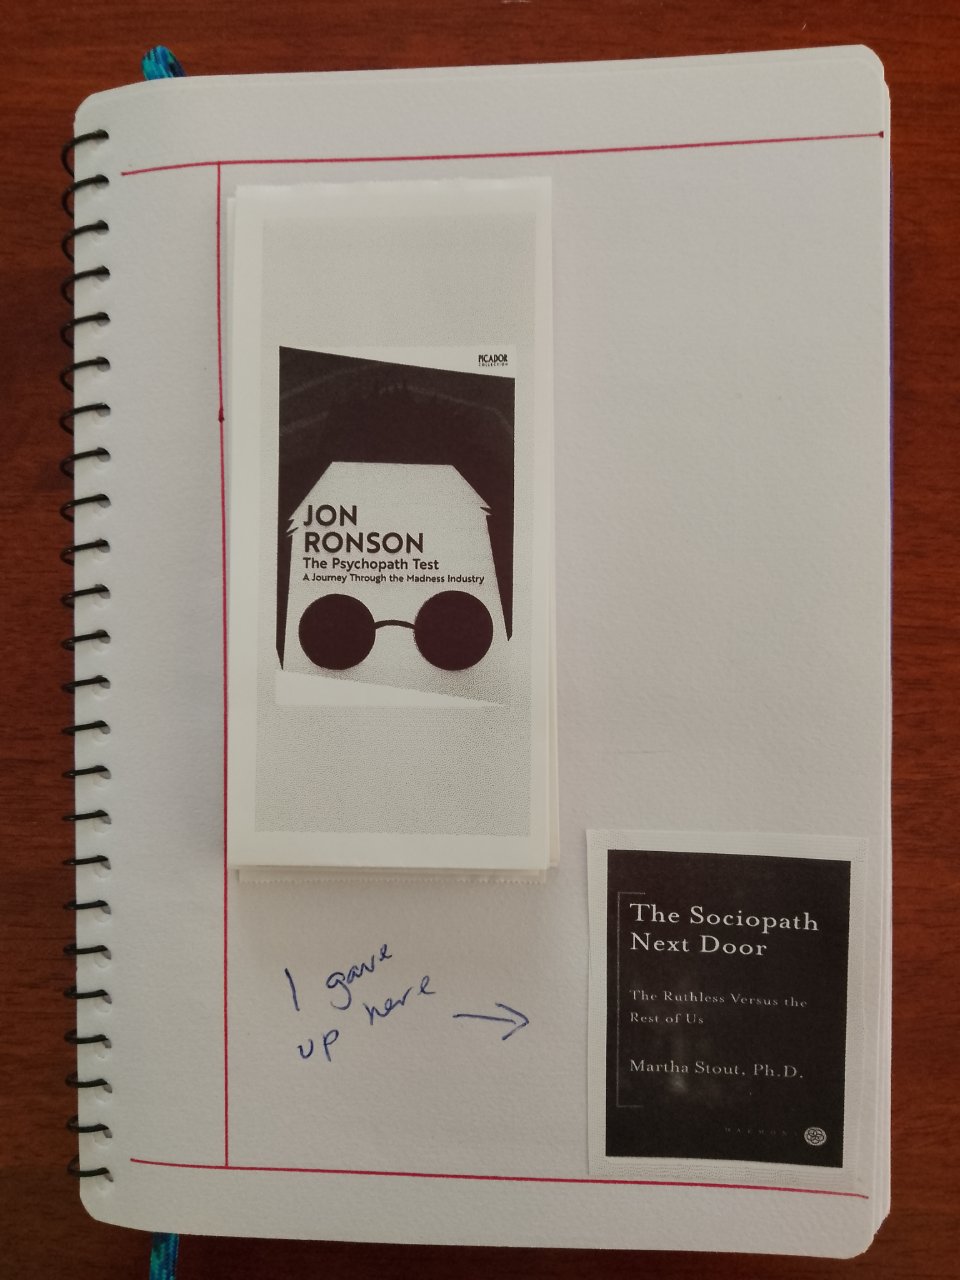 PICADOR
COLLECTION
JON
RONSON
The Psychopath Test
A Journey Through the Madness Industry
I gave
up here
The Sociopath
Next Door
The Ruthless Versus the
Rest of Us
Martha Stout, Ph.D.
HARMONY